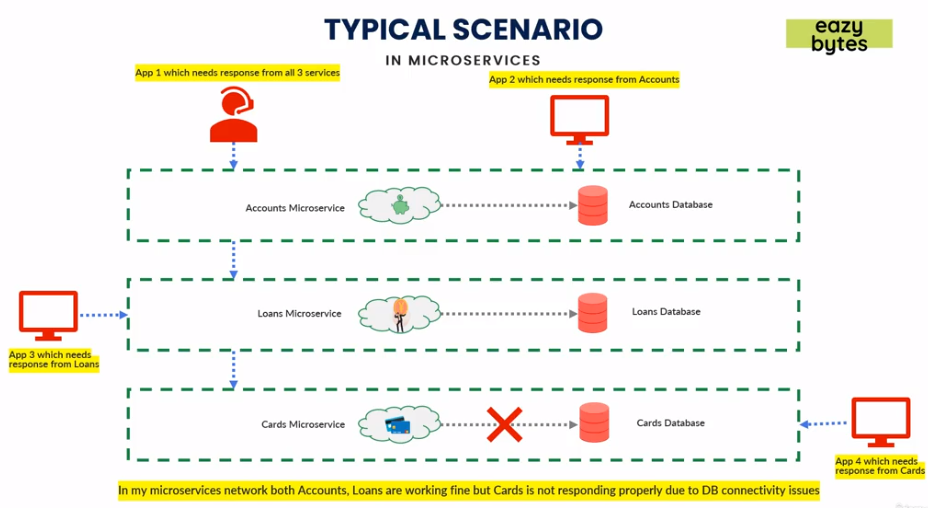 TYPICAL SCENARIO
IN MICROSERVICES
eazy
bytes
App 1 which needs response from all 3 services
App 2 which needs response from Accounts
Accounts Microservice
Accounts Database
Loans Microservice
Loans Database
App 3 which needs
response from Loans
Cards Microservice
Cards Database
App 4 which needs
response from Cards
In my microservices network both Accounts, Loans are working fine but Cards is not responding properly due to DB connectivity issues